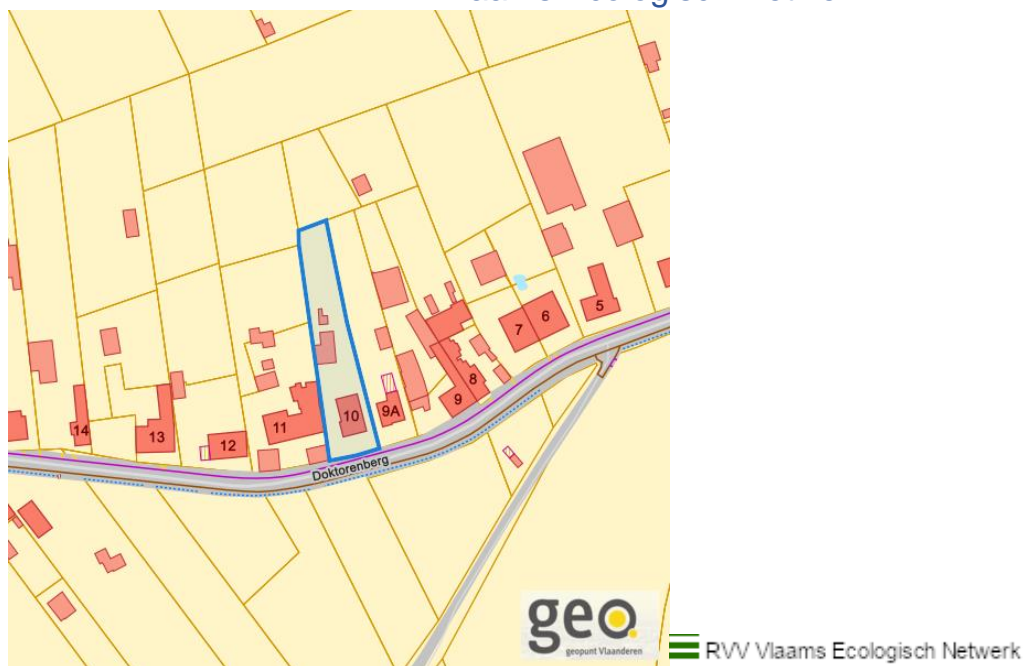 14
13
12
11
10
9A
9
8
7
6
5
Doktorenberg
geo
geopunt Vlaanderen
RVV Vlaams Ecologisch Netwerk